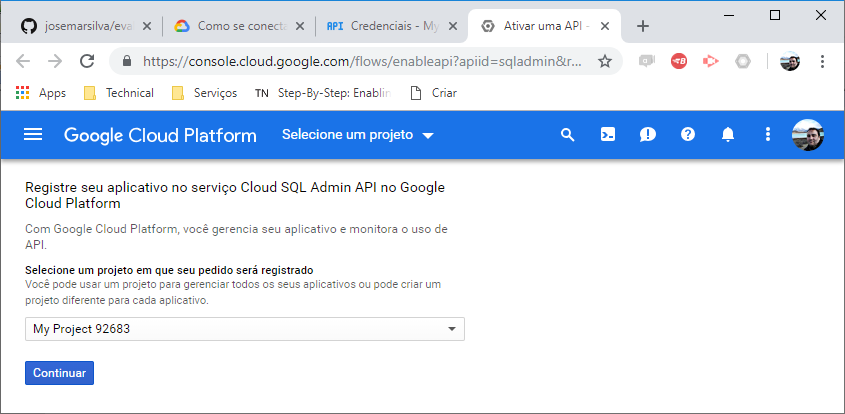 josemarsilva/eva
Como se conecta
API Credenciais - My
Ativar uma API -
https://console.cloud.google.com/flows/enableapi?apiid=sqladmin&r...
Apps Technical Serviços TN Step-By-Step: Enablin Criar
Google Cloud Platform Selecione um projeto
Registre seu aplicativo no serviço Cloud SQL Admin API no Google
Cloud Platform
Com Google Cloud Platform, você gerencia seu aplicativo e monitora o uso de
API.
Selecione um projeto em que seu pedido será registrado
Você pode usar um projeto para gerenciar todos os seus aplicativos ou pode criar um
projeto diferente para cada aplicativo.
My Project 92683
Continuar